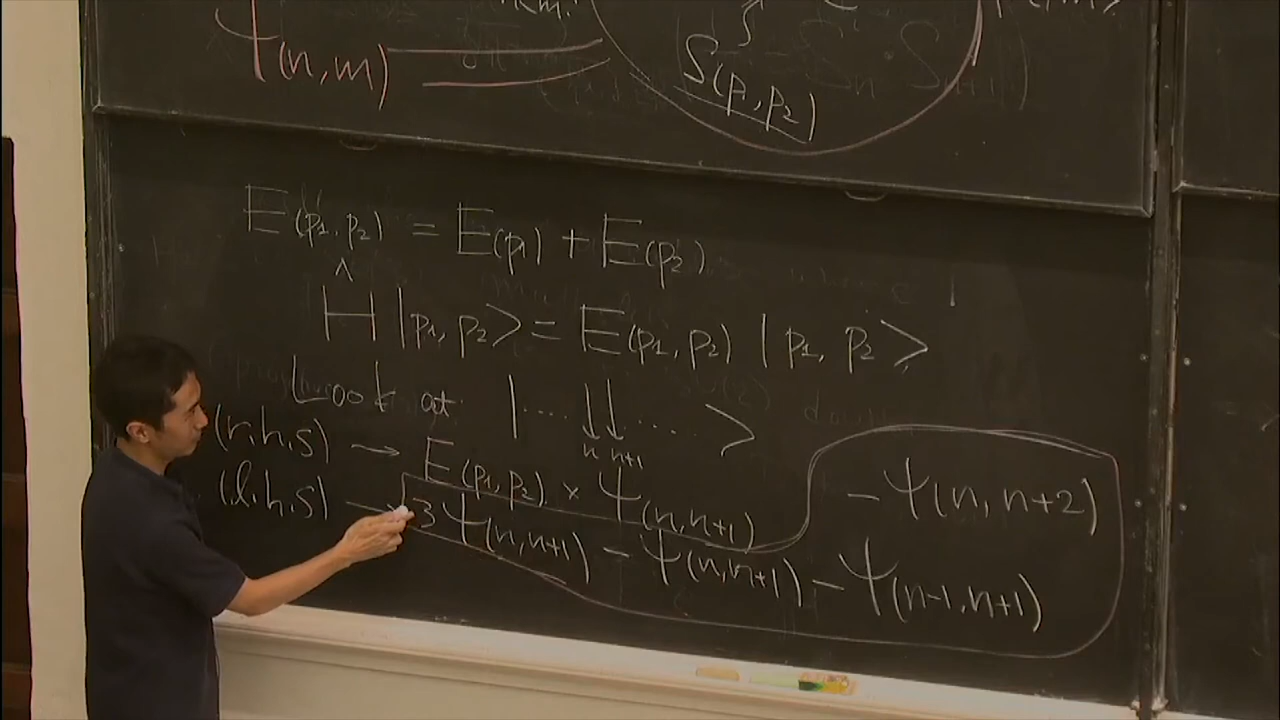 Ψ(n,m)
S(p1,p2)
E(p1,p2) = E(p1) + E(p2)
Ĥ|p1, p2> = E(p1, p2) |p1, p2>
Look at |.... ↓↓ .... >
n n+1
(r.h.s) → E(p1,p2) × Ψ(n,n+1)
(l.h.s) → 3Ψ(n,n+1) - Ψ(n,n+1) - Ψ(n-1,n+1)
-Ψ(n,n+2)